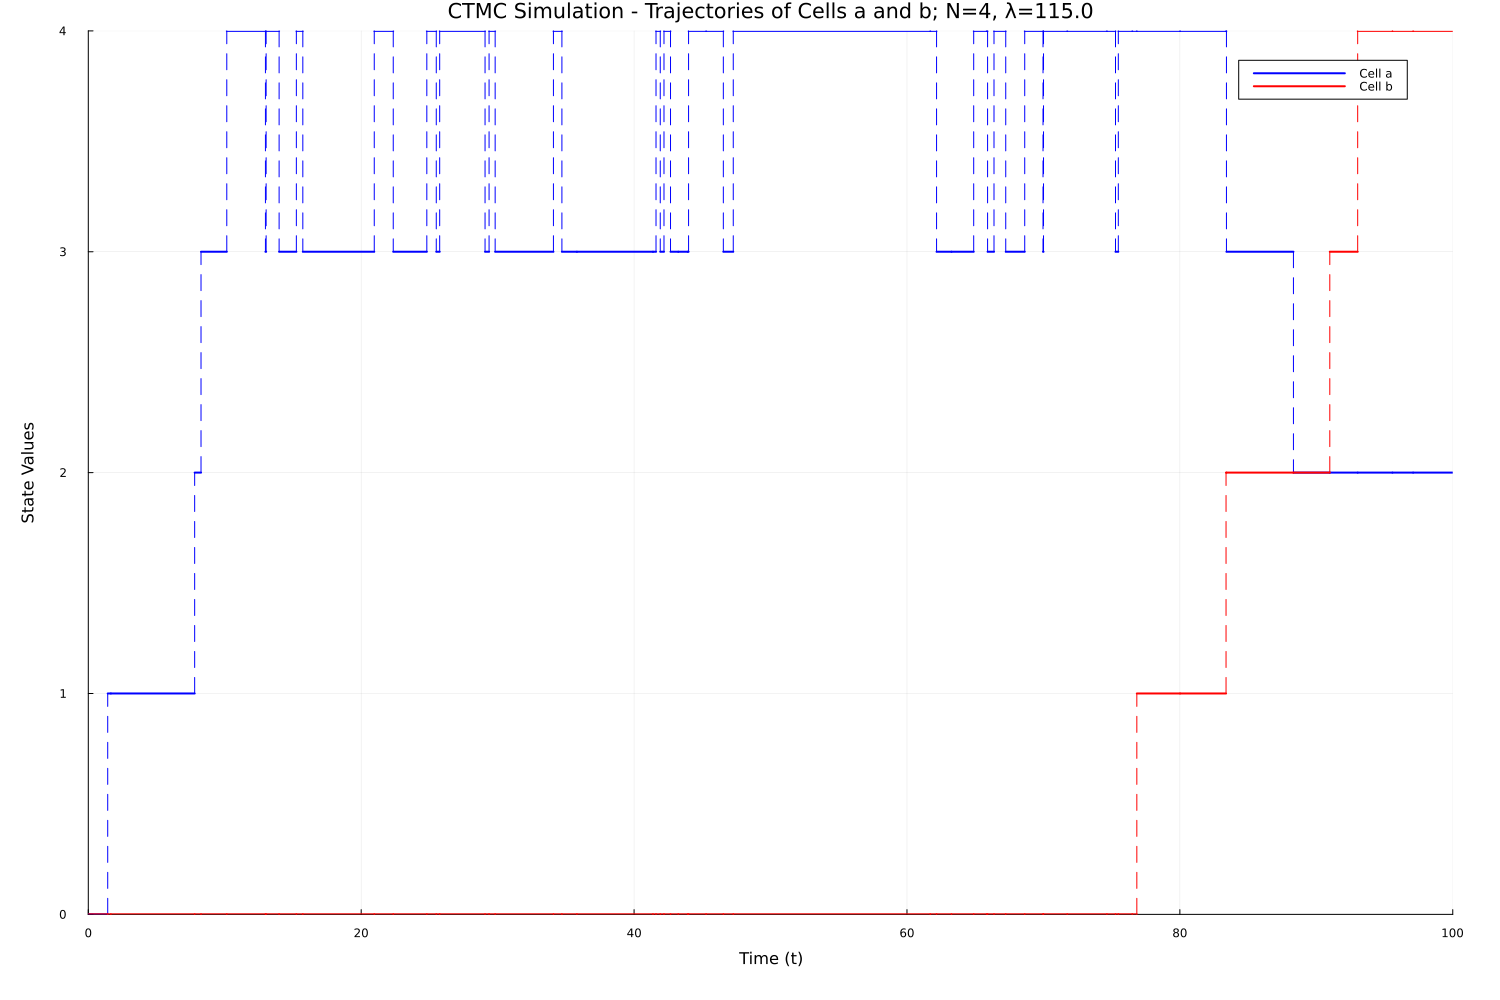 CTMC Simulation - Trajectories of Cells a and b; N=4, λ=115.0
4
Cell a
Cell b
3
State Values
2
1
0
0 20 40 60 80 100
Time (t)